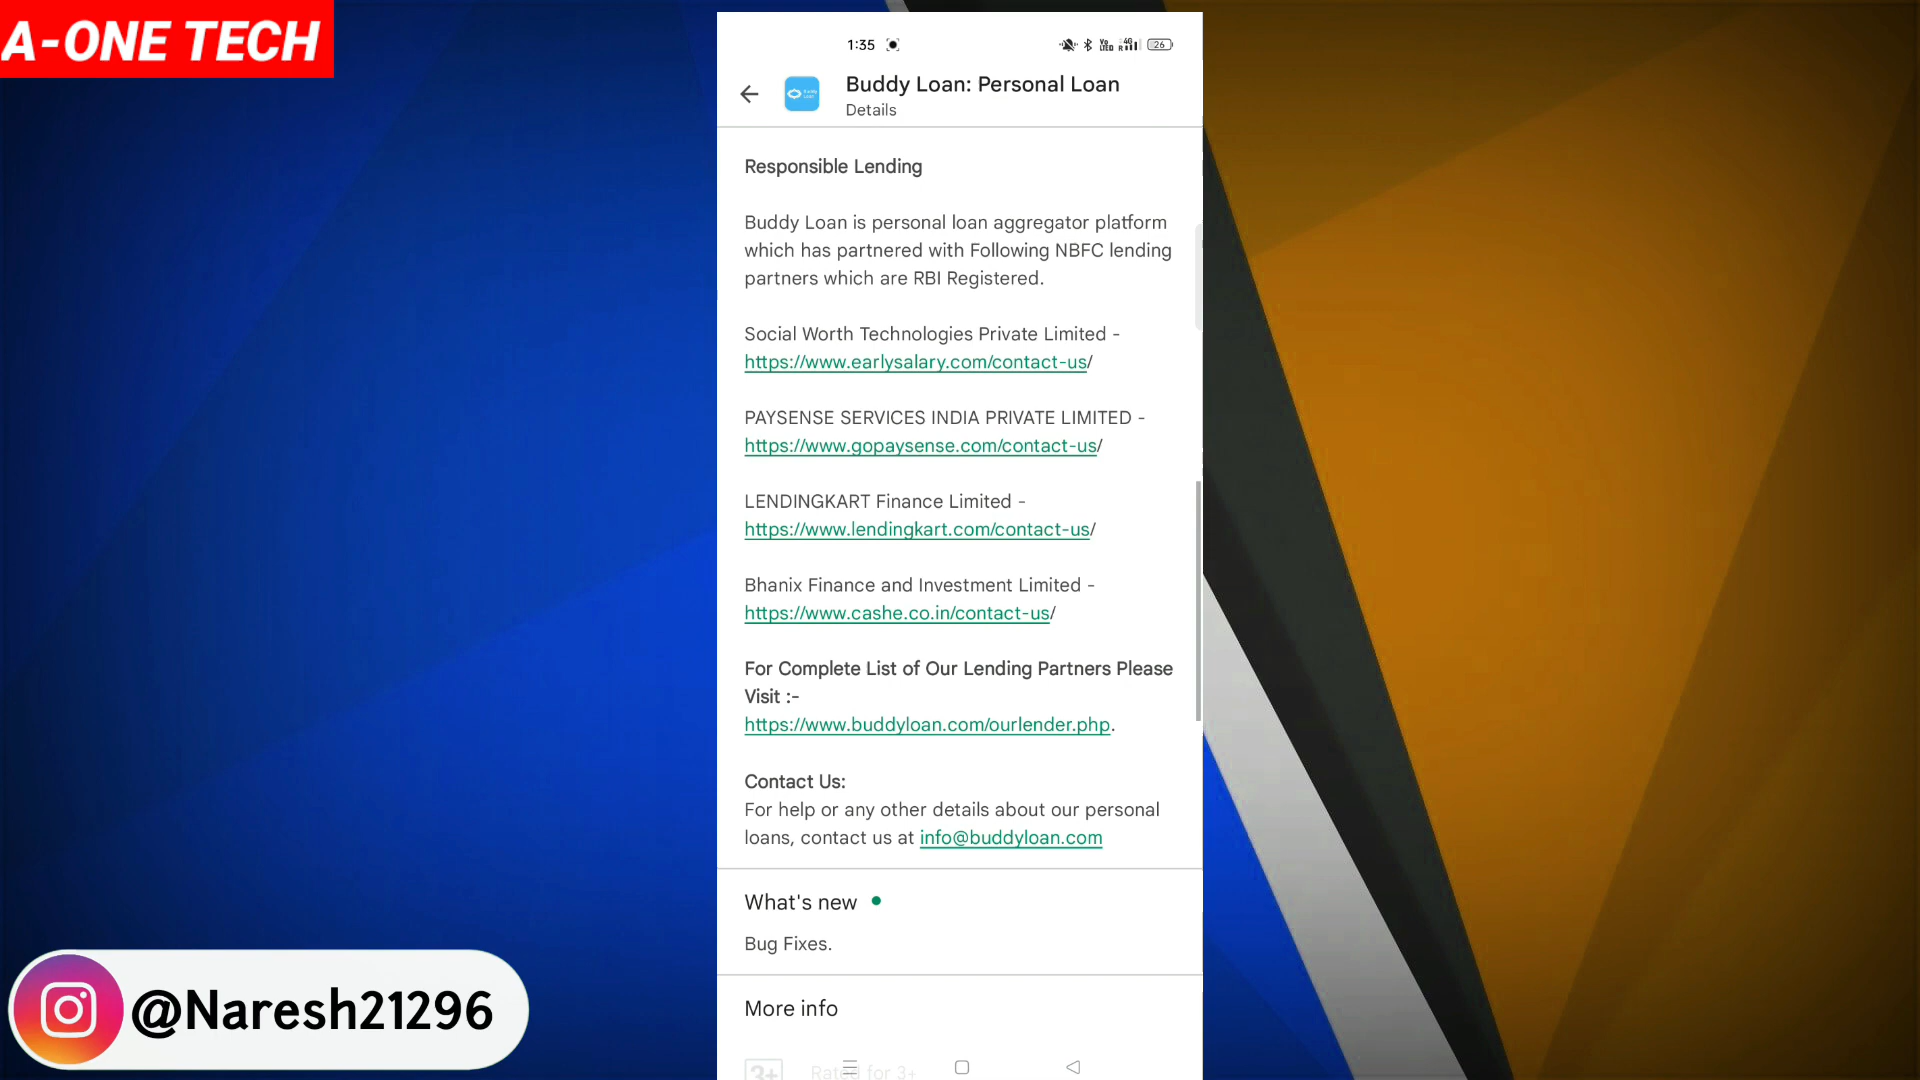 A-ONE TECH
1:35
26
Buddy Loan: Personal Loan
Details
Responsible Lending
Buddy Loan is personal loan aggregator platform
which has partnered with Following NBFC lending
partners which are RBI Registered.
Social Worth Technologies Private Limited -
https://www.earlysalary.com/contact-us/
PAYSENSE SERVICES INDIA PRIVATE LIMITED -
https://www.gopaysense.com/contact-us/
LENDINGKART Finance Limited -
https://www.lendingkart.com/contact-us/
Bhanix Finance and Investment Limited -
https://www.cashe.co.in/contact-us/
For Complete List of Our Lending Partners Please
Visit :-
https://www.buddyloan.com/ourlender.php.
Contact Us:
For help or any other details about our personal
loans, contact us at info@buddyloan.com
What's new
Bug Fixes.
More info
3+ Rated for 3+
@Naresh21296